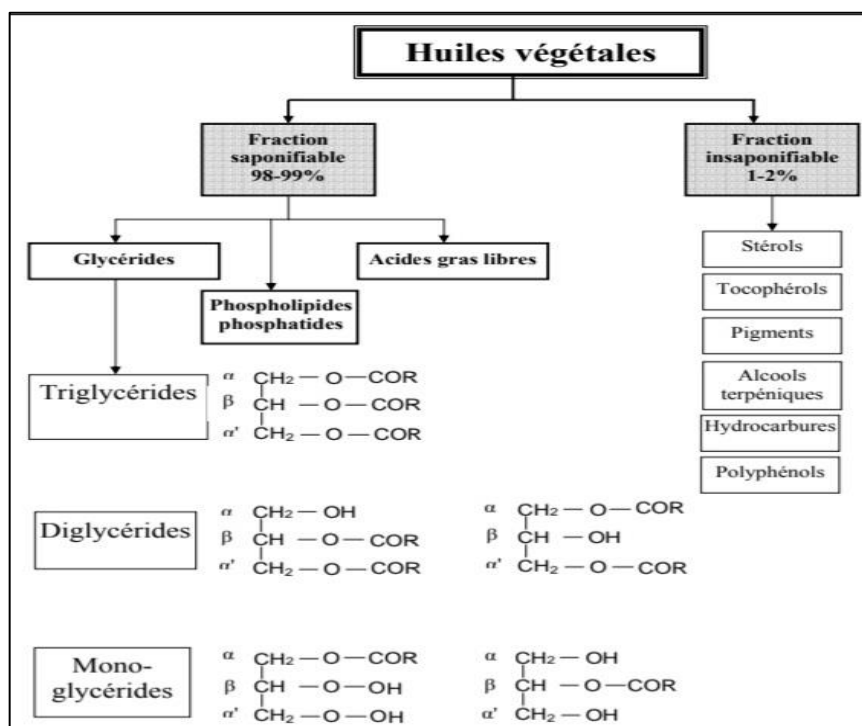 Huiles végétales
Fraction
saponifiable
98-99%
Fraction
insaponifiable
1-2%
Glycérides
Acides gras libres
Phospholipides
phosphatides
Stérols
Tocophérols
Pigments
Alcools
terpéniques
Hydrocarbures
Polyphénols
Triglycérides
α CH₂ — O — COR
β CH — O — COR
α' CH₂ — O — COR
Diglycérides
α CH₂ — OH
β CH — O — COR
α' CH₂ — O — COR
α CH₂ — O — COR
β CH — OH
α' CH₂ — O — COR
Mono-
glycérides
α CH₂ — O — COR
β CH — O — OH
α' CH₂ — O — OH
α CH₂ — OH
β CH — O — COR
α' CH₂ — OH